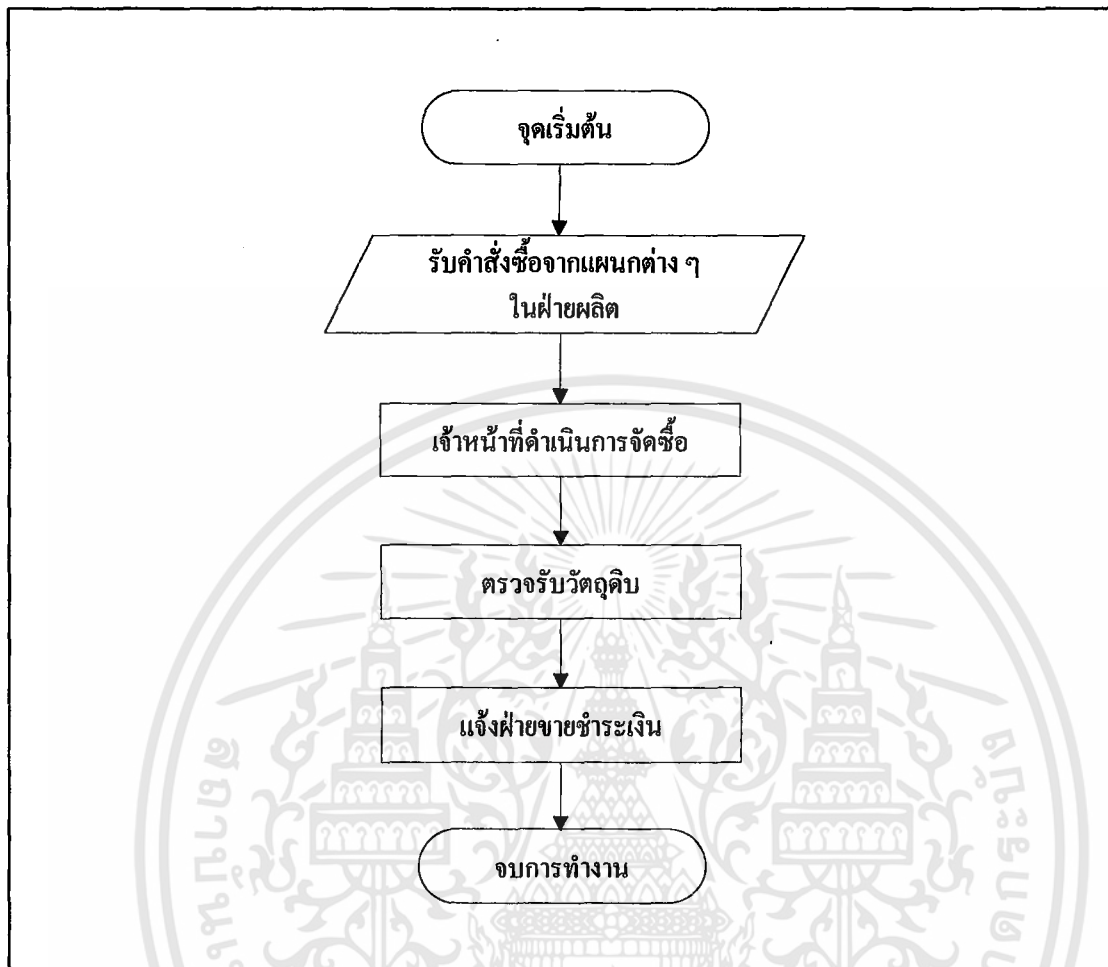 จุดเริ่มต้น
รับคำสั่งซื้อจากแผนกต่าง ๆ
ในฝ่ายผลิต
เจ้าหน้าที่ดำเนินการจัดซื้อ
ตรวจรับวัตถุดิบ
แจ้งฝ่ายขายชำระเงิน
จบการทำงาน